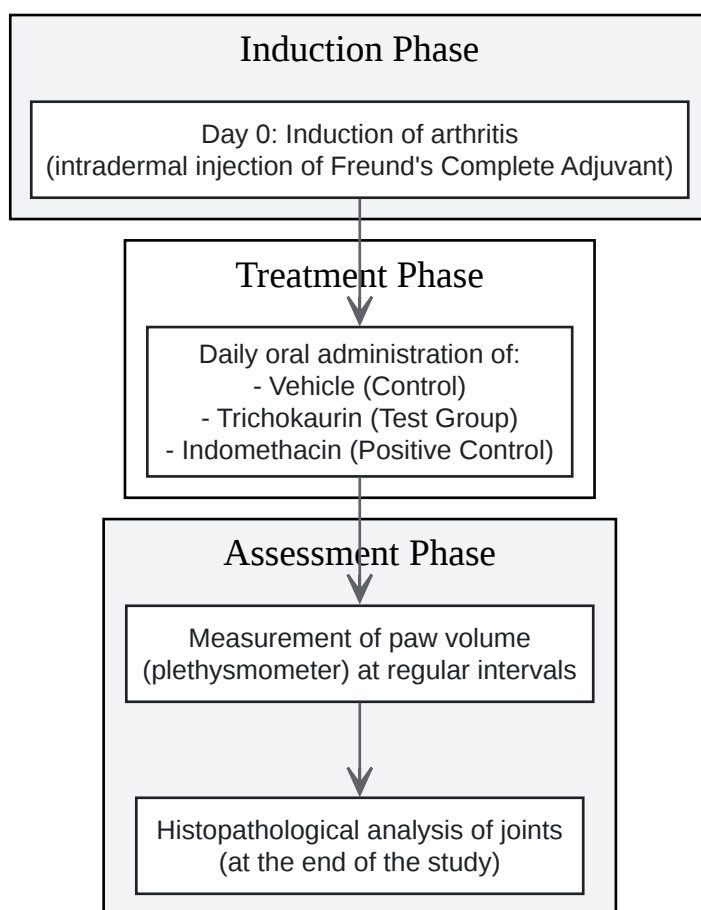 Induction Phase
Day 0: Induction of arthritis
(intradermal injection of Freund's Complete Adjuvant)
Treatment Phase
Daily oral administration of:
- Vehicle (Control)
- Trichokaurin (Test Group)
- Indomethacin (Positive Control)
Assessment Phase
Measurement of paw volume
(plethysmometer) at regular intervals
Histopathological analysis of joints
(at the end of the study)